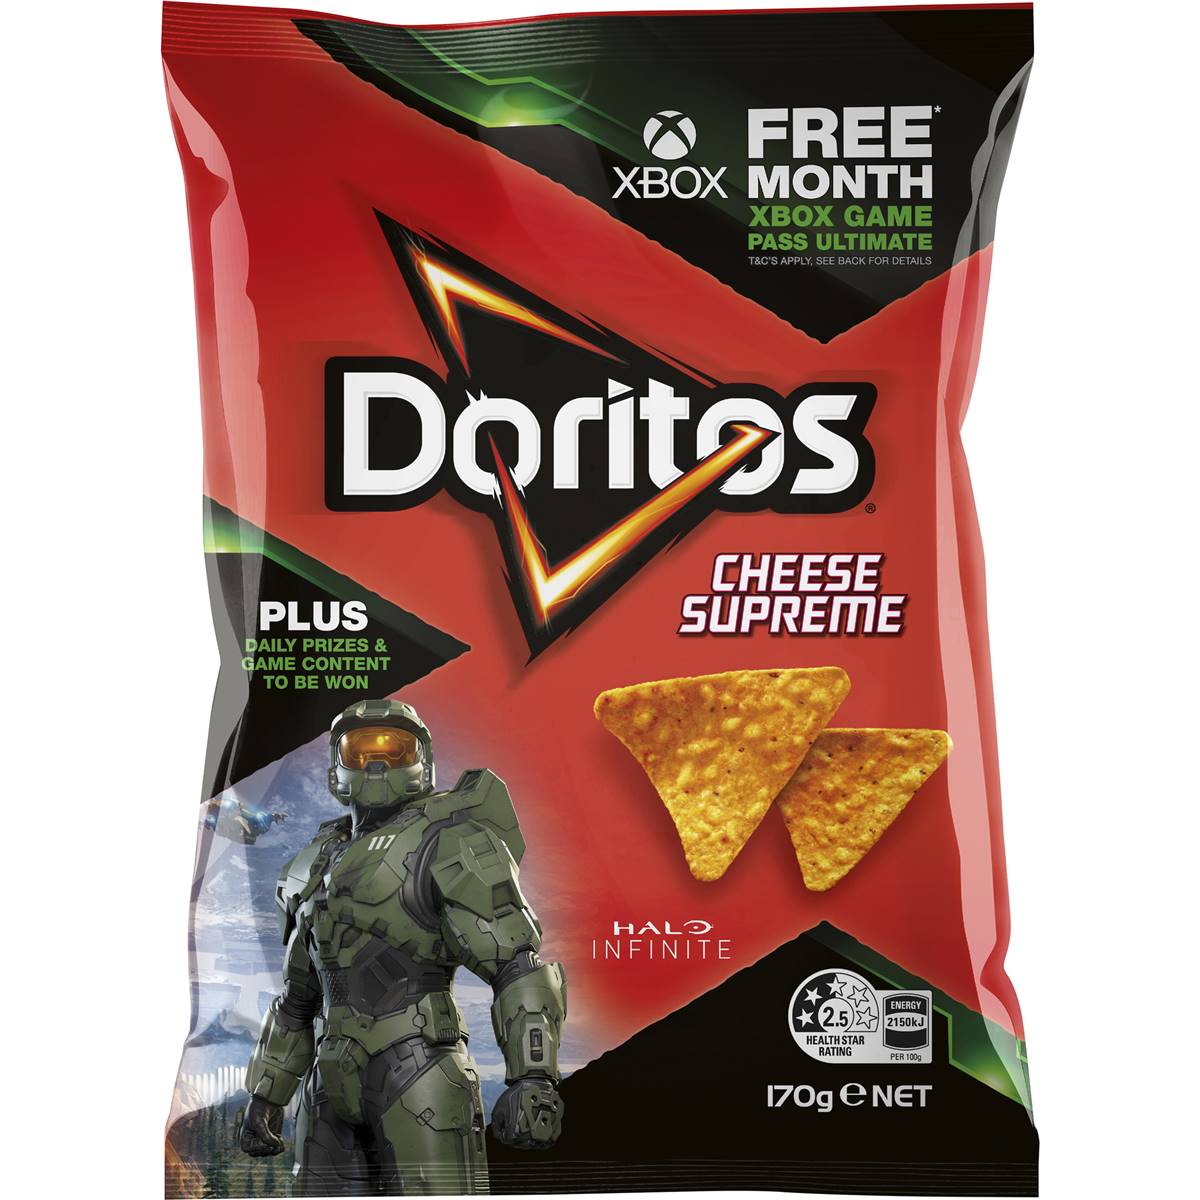 XBOX
FREE*
MONTH
XBOX GAME
PASS ULTIMATE
T&C'S APPLY, SEE BACK FOR DETAILS
Doritos®
CHEESE
SUPREME
PLUS
DAILY PRIZES &
GAME CONTENT
TO BE WON
117
HALO
INFINITE
2.5
HEALTH STAR
RATING
ENERGY
2150kJ
PER 100g
170g ℮ NET